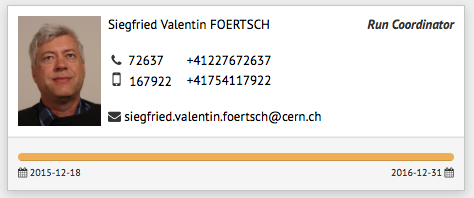 Siegfried Valentin FOERTSCH Run Coordinator
72637 +41227672637
167922 +41754117922
siegfried.valentin.foertsch@cern.ch
2015-12-18 2016-12-31